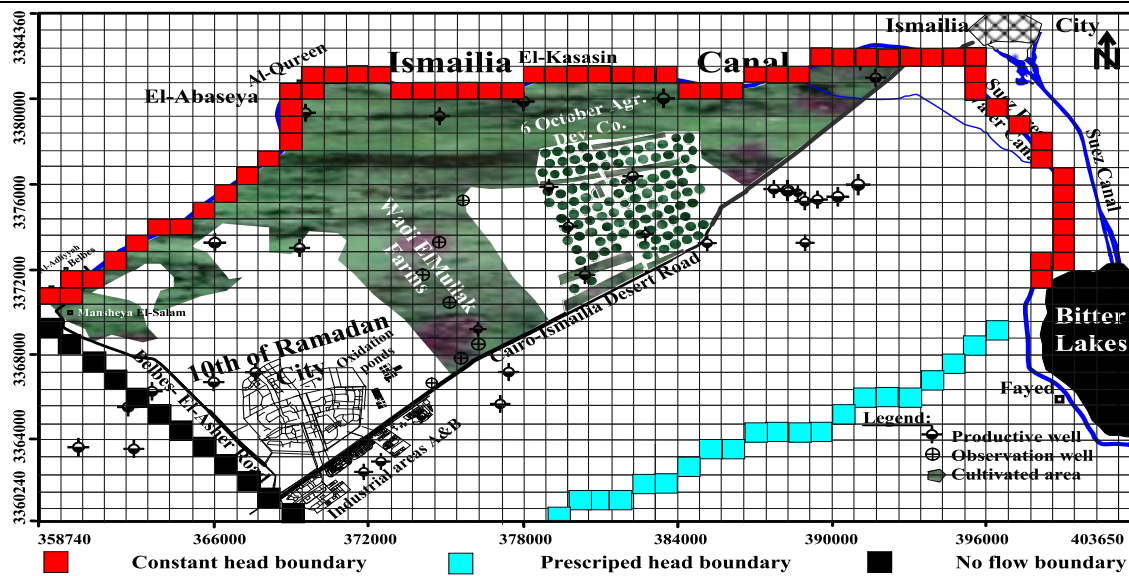 3384360
3380000
3376000
3372000
3368000
3364000
3360240
Ismailia City
N
Al-Qureen
Ismailia Canal
El-Kasasin
El-Abaseya
6 October Agr.
Dev. Co.
Suez Canal
Wadi ElMullak
Farms
Belbes
Mansheya El-Salam
Cairo-Ismailia Desert Road
Bitter
Lakes
10th of Ramadan
City
Oxidation
ponds
Belbes- El-Asher Road
Industrial areas A&B
Fayed
Legend:
Productive well
Observation well
Cultivated area
358740 366000 372000 378000 384000 390000 396000 403650
Constant head boundary Prescriped head boundary No flow boundary